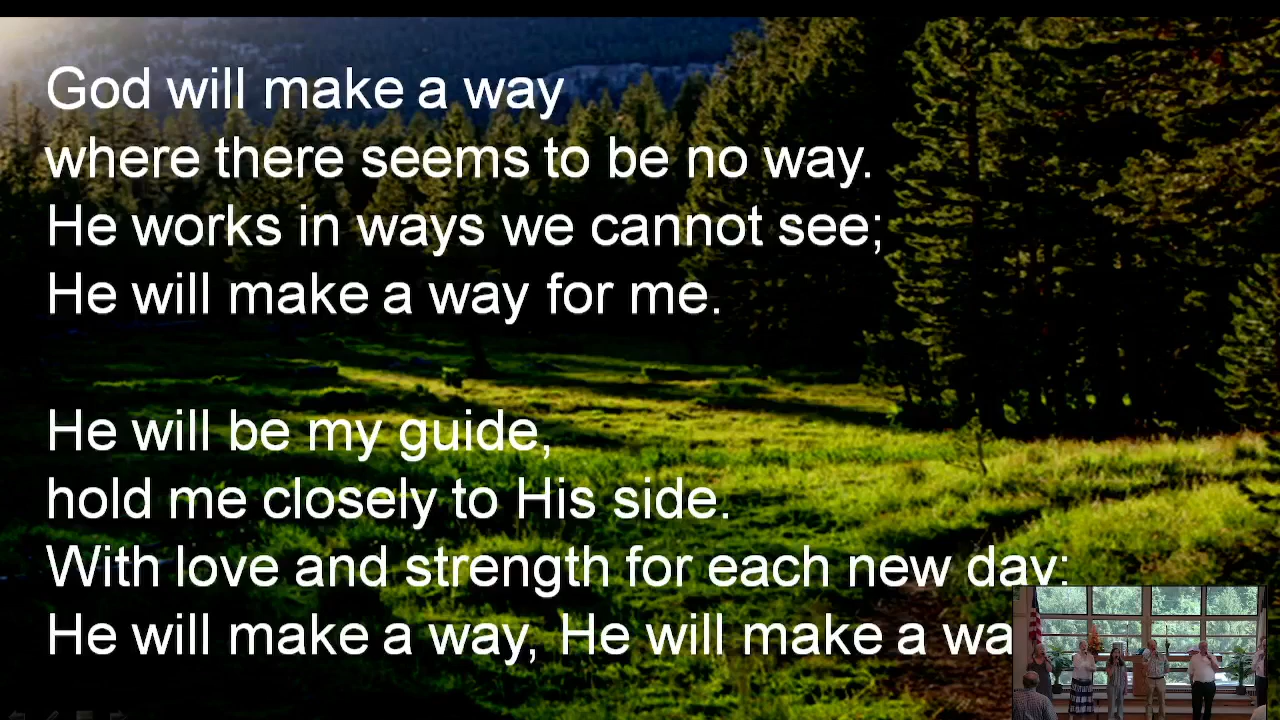 God will make a way
where there seems to be no way.
He works in ways we cannot see;
He will make a way for me.
He will be my guide,
hold me closely to His side.
With love and strength for each new day;
He will make a way, He will make a wa